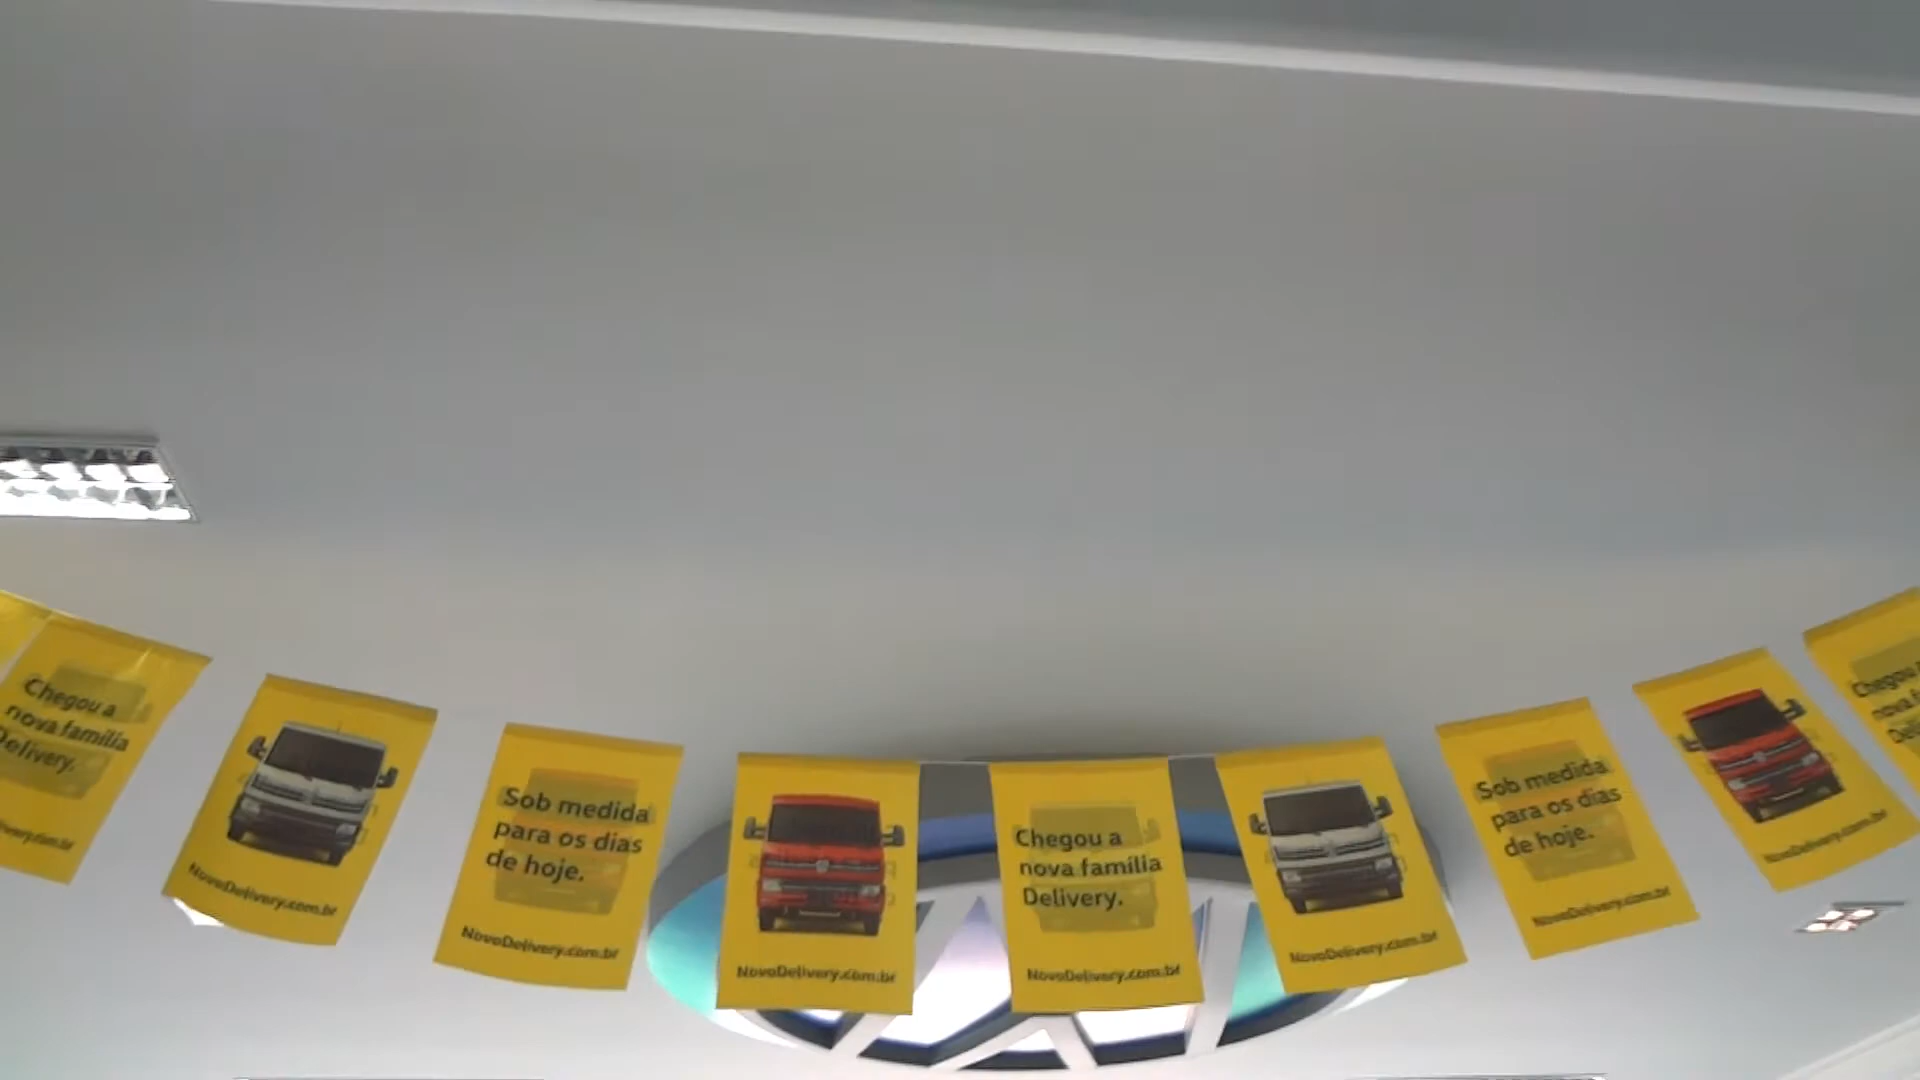 Chegou a
nova família
Delivery.
NovoDelivery.com.br
Sob medida
para os dias
de hoje.
NovoDelivery.com.br
NovoDelivery.com.br
Chegou a
nova família
Delivery.
NovoDelivery.com.br
NovoDelivery.com.br
Sob medida
para os dias
de hoje.
NovoDelivery.com.br
NovoDelivery.com.br
Chegou
nova